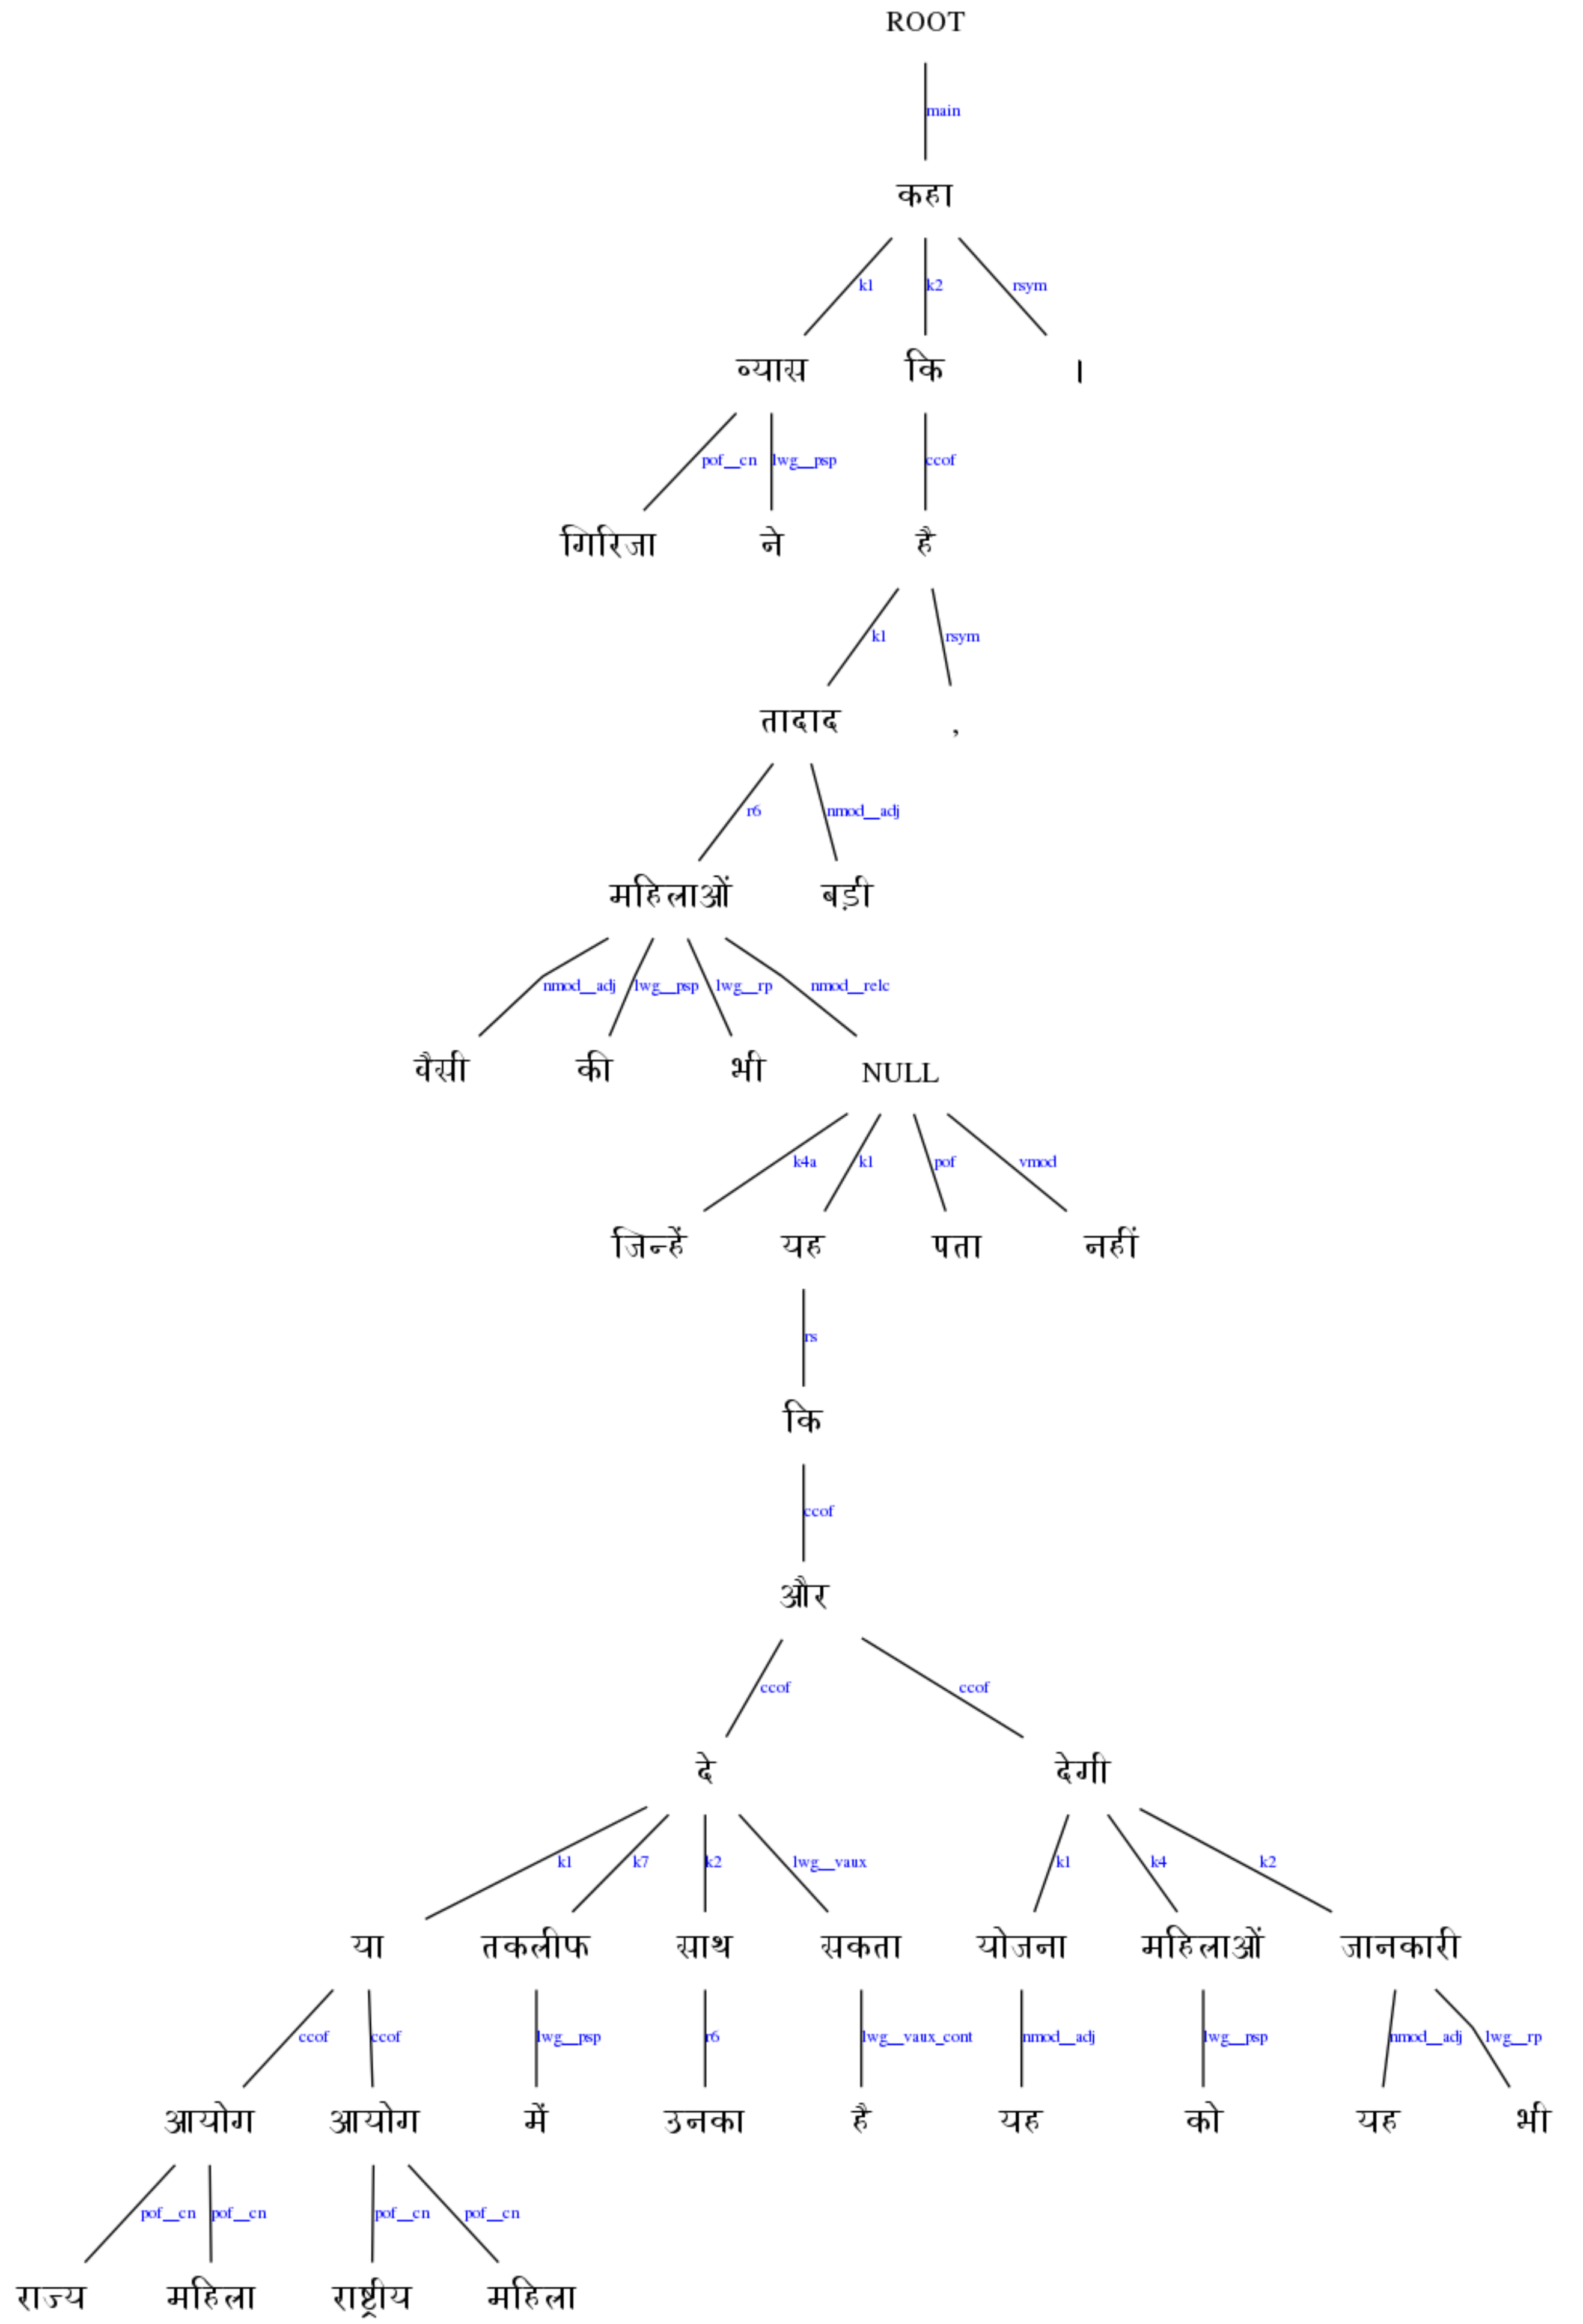 ROOT
main
कहा
k1 k2 rsym
व्यास कि ।
pof__cn lwg__psp ccof
गिरिजा ने है
k1 rsym
तादाद ,
r6 nmod__adj
महिलाओं बड़ी
nmod__adj lwg__psp lwg__rp nmod__relc
वैसी की भी NULL
k4a k1 pof vmod
जिन्हें यह पता नहीं
rs
कि
ccof
और
ccof ccof
दे देगी
k1 k7 k2 lwg__vaux k1 k4 k2
या तकलीफ साथ सकता योजना महिलाओं जानकारी
ccof ccof lwg__psp r6 lwg__vaux_cont nmod__adj lwg__psp nmod__adj lwg__rp
आयोग आयोग में उनका है यह को यह भी
pof__cn pof__cn pof__cn pof__cn
राज्य महिला राष्ट्रीय महिला